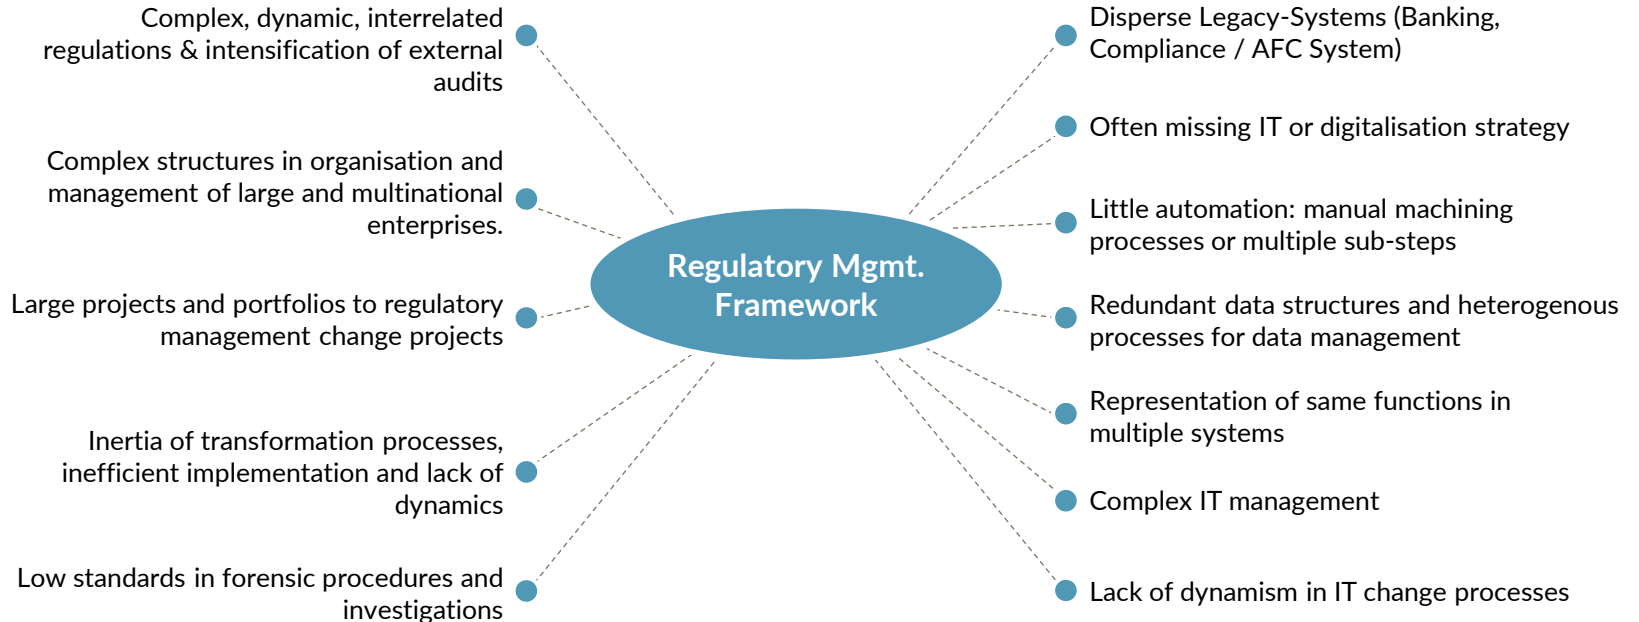 Complex, dynamic, interrelated
regulations & intensification of external
audits
Complex structures in organisation and
management of large and multinational
enterprises.
Large projects and portfolios to regulatory
management change projects
Inertia of transformation processes,
inefficient implementation and lack of
dynamics
Low standards in forensic procedures and
investigations
Regulatory Mgmt.
Framework
Disperse Legacy-Systems (Banking,
Compliance / AFC System)
Often missing IT or digitalisation strategy
Little automation: manual machining
processes or multiple sub-steps
Redundant data structures and heterogenous
processes for data management
Representation of same functions in
multiple systems
Complex IT management
Lack of dynamism in IT change processes